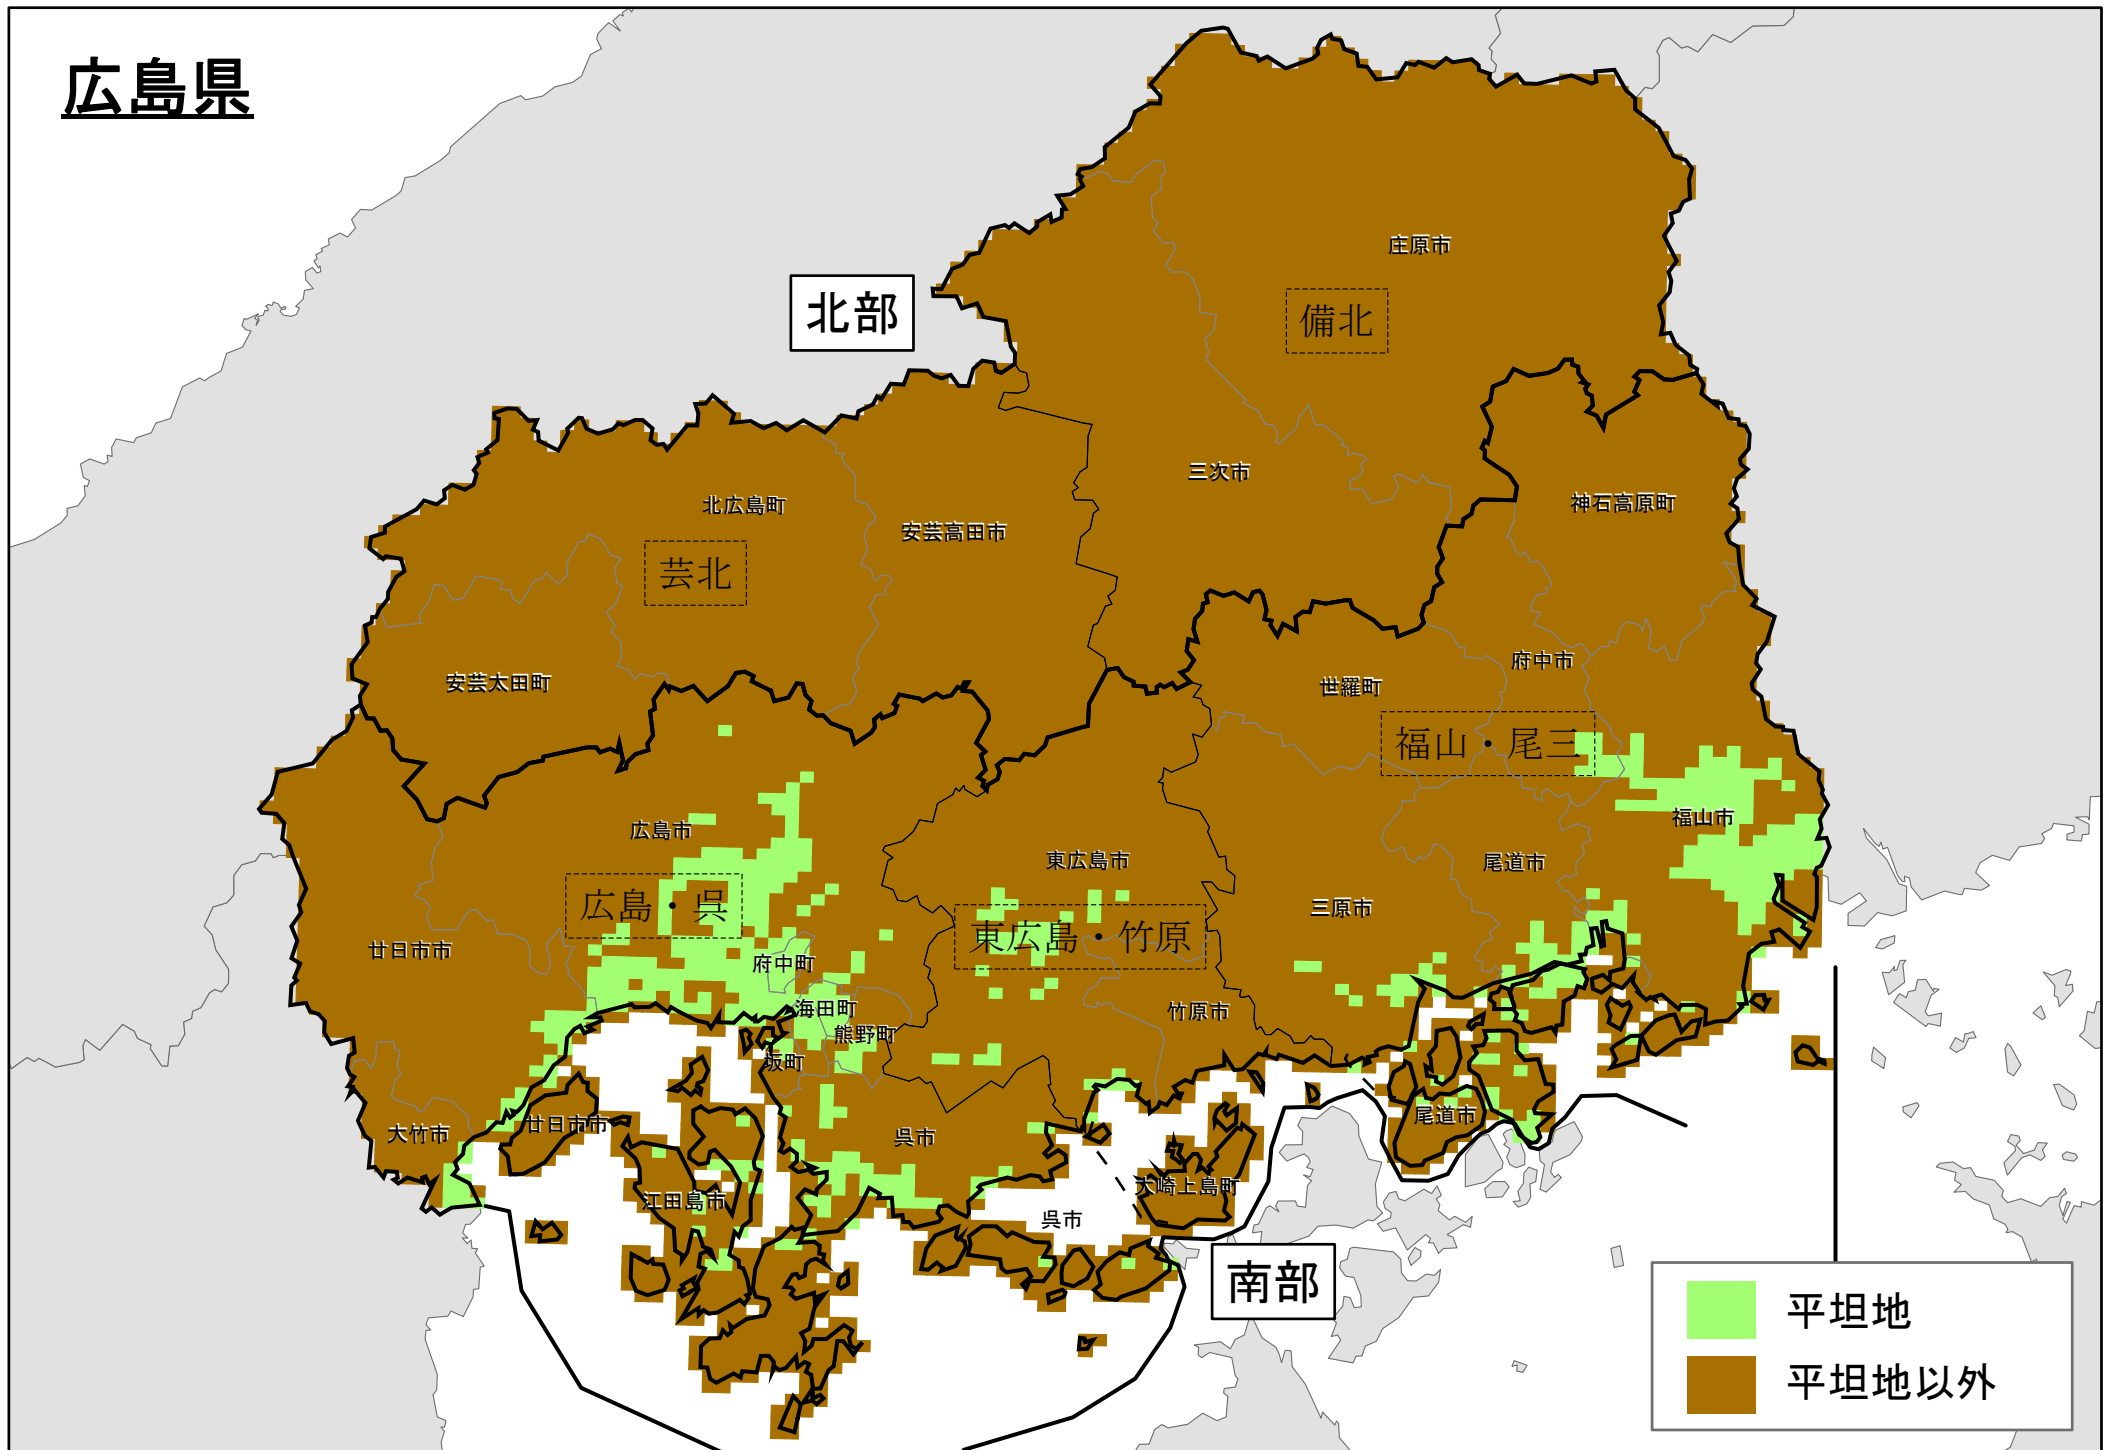 広島県
北部
庄原市
備北
三次市
神石高原町
北広島町
安芸高田市
芸北
安芸太田町
府中市
世羅町
福山・尾三
福山市
広島市
東広島市
尾道市
広島・呉
三原市
東広島・竹原
廿日市市
府中町
海田町
竹原市
熊野町
坂町
尾道市
廿日市市
大竹市
呉市
大崎上島町
江田島市
呉市
南部
平坦地
平坦地以外